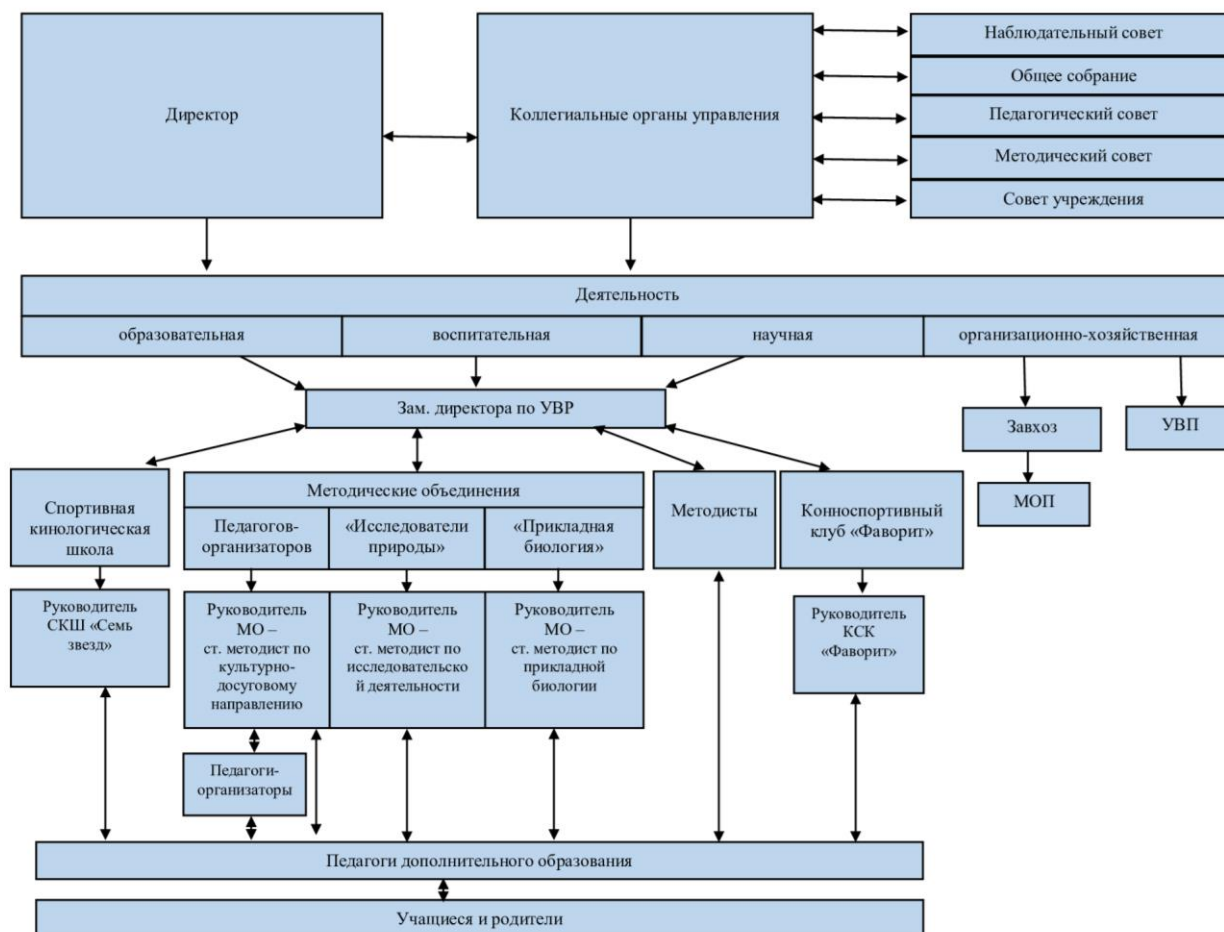 Директор
Коллегиальные органы управления
Наблюдательный совет
Общее собрание
Педагогический совет
Методический совет
Совет учреждения
Деятельность
образовательная
воспитательная
научная
организационно-хозяйственная
Зам. директора по УВР
Завхоз
УВП
МОП
Спортивная
кинологическая
школа
Методические объединения
Педагогов-
организаторов
«Исследователи
природы»
«Прикладная
биология»
Методисты
Конноспортивный
клуб «Фаворит»
Руководитель
СКШ «Семь
звезд»
Руководитель
МО –
ст. методист по
культурно-
досуговому
направлению
Руководитель
МО –
ст. методист по
исследовательско
й деятельности
Руководитель
МО –
ст. методист по
прикладной
биологии
Руководитель
КСК
«Фаворит»
Педагоги-
организаторы
Педагоги дополнительного образования
Учащиеся и родители